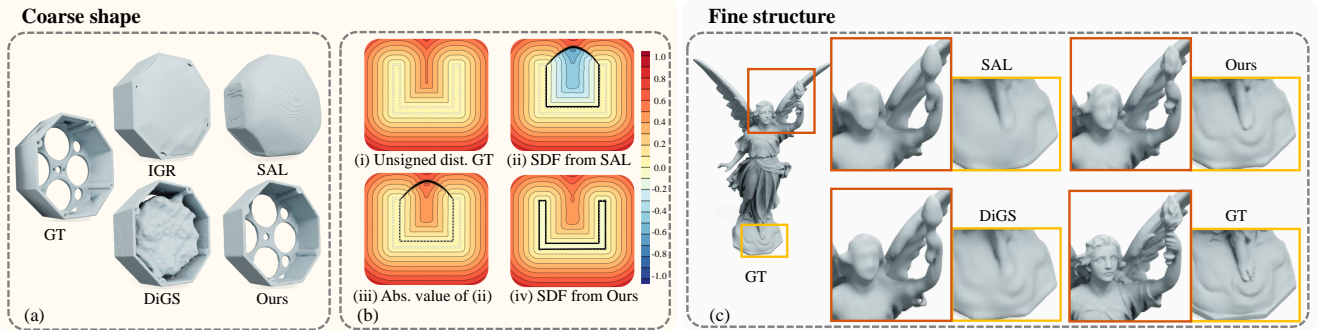 Coarse shape
GT
IGR
SAL
DiGS
Ours
(a)
(i) Unsigned dist. GT
(ii) SDF from SAL
(iii) Abs. value of (ii)
(iv) SDF from Ours
1.0
0.8
0.6
0.4
0.2
0.0
-0.2
-0.4
-0.6
-0.8
-1.0
(b)
Fine structure
GT
SAL
Ours
DiGS
GT
(c)